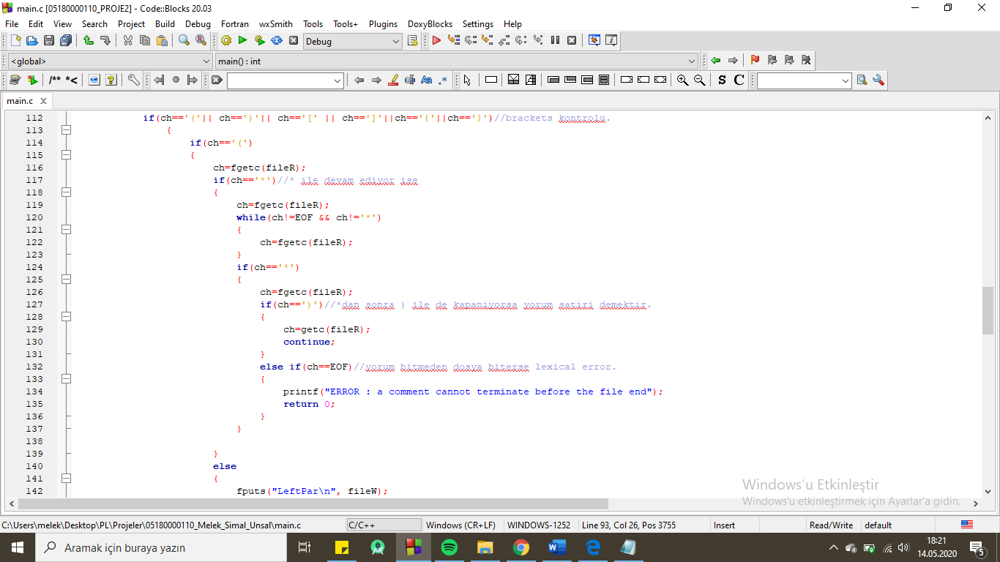 main.c [05180000110_PROJE2] - Code::Blocks 20.03
File Edit View Search Project Build Debug Fortran wxSmith Tools Tools+ Plugins DoxyBlocks Settings Help
Debug
<global> main() : int
/** *< Aa .* S C
main.c
112 if(ch=='('|| ch==')'|| ch=='[' || ch==']'||ch=='{'||ch=='}')//brackets kontrolu.
113 {
114 if(ch=='(')
115 {
116 ch=fgetc(fileR);
117 if(ch=='*')//* ile devam ediyor ise
118 {
119 ch=fgetc(fileR);
120 while(ch!=EOF && ch!='*')
121 {
122 ch=fgetc(fileR);
123 }
124 if(ch=='*')
125 {
126 ch=fgetc(fileR);
127 if(ch==')')//*dan sonra ) ile de kapaniyorsa yorum satiri demektir.
128 {
129 ch=getc(fileR);
130 continue;
131 }
132 else if(ch==EOF)//yorum bitmeden dosya biterse lexical error.
133 {
134 printf("ERROR : a comment cannot terminate before the file end");
135 return 0;
136 }
137 }
138
139 }
140 else
141 {
142 fputs("LeftPar\n", fileW);
Windows'u Etkinleştir
Windows'u etkinleştirmek için Ayarlar'a gidin.
C:\Users\melek\Desktop\PL\Projeler\05180000110_Melek_Simal_Unsal\main.c C/C++ Windows (CR+LF) WINDOWS-1252 Line 93, Col 26, Pos 3755 Insert Read/Write default
Aramak için buraya yazın
18:21
14.05.2020
5